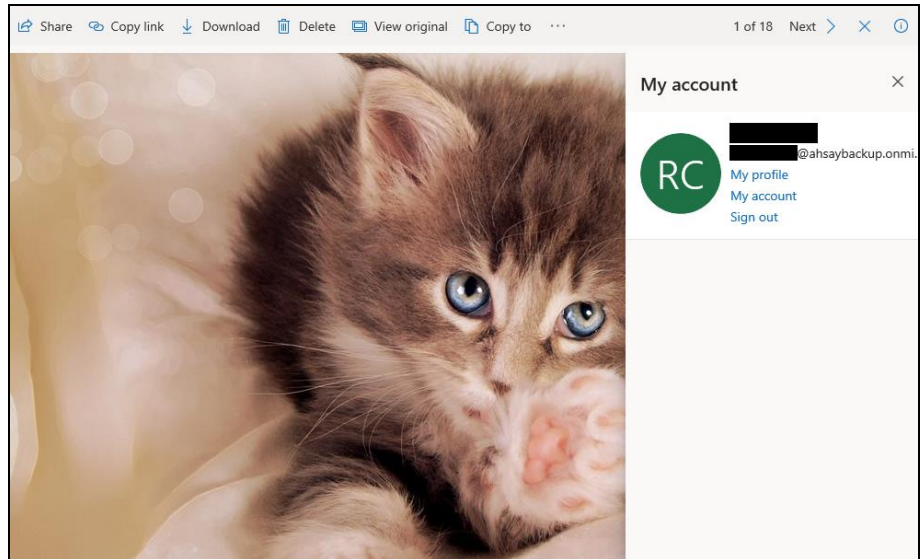 Share Copy link Download Delete View original Copy to ··· 1 of 18 Next
My account
RC
@ahsaybackup.onmi.
My profile
My account
Sign out